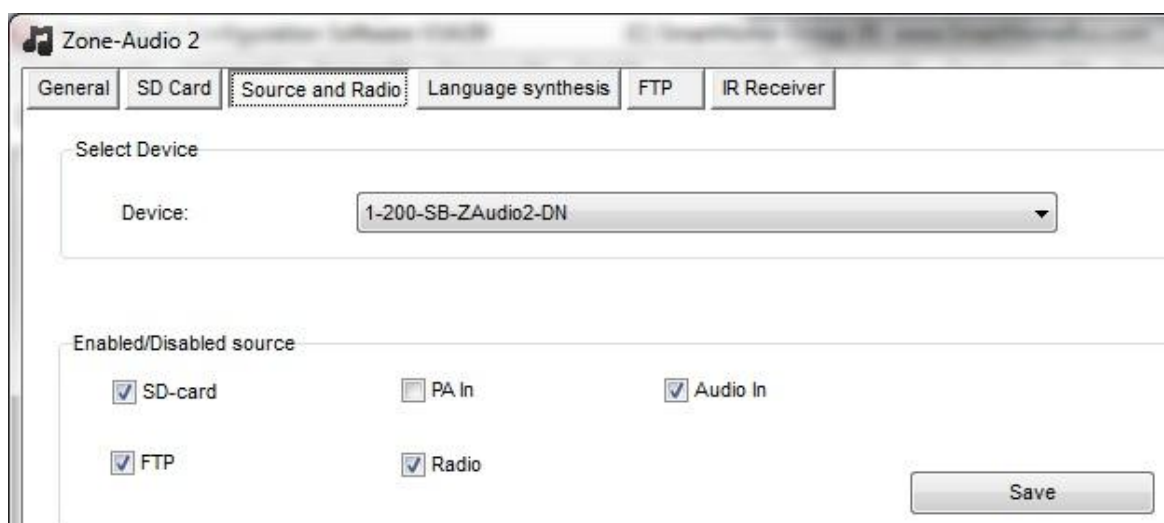 Zone-Audio 2
General SD Card Source and Radio Language synthesis FTP IR Receiver
Select Device
Device: 1-200-SB-ZAudio2-DN
Enabled/Disabled source
SD-card PA In Audio In
FTP Radio
Save